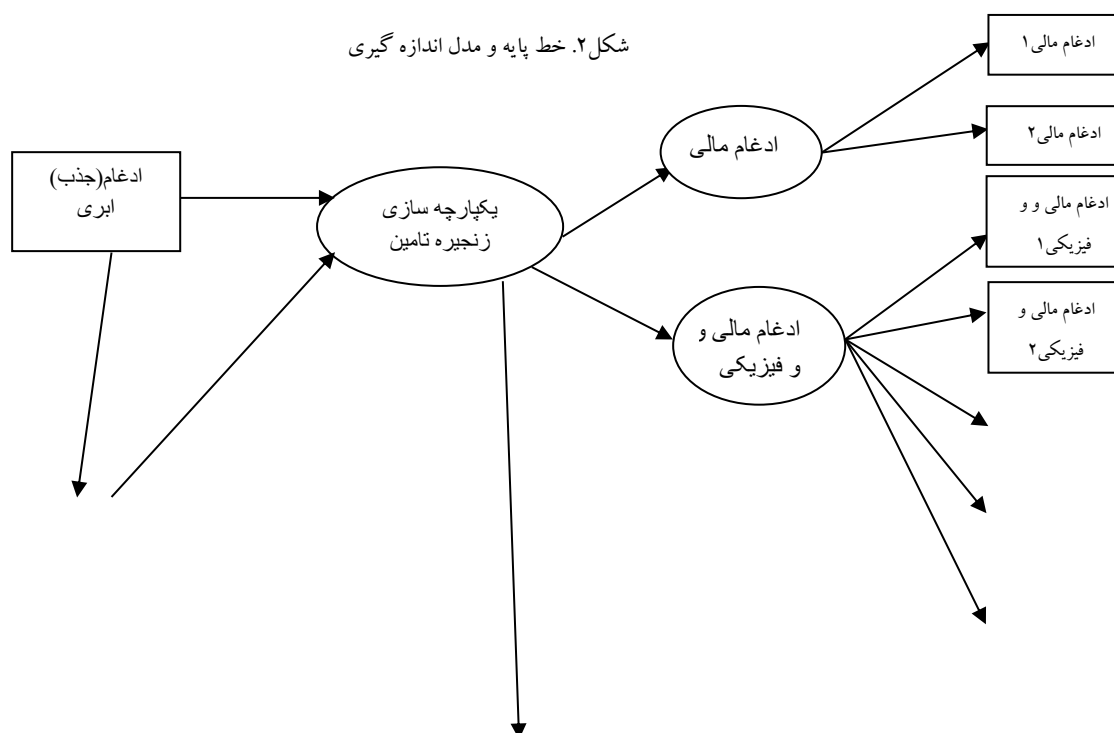 شکل۲. خط پایه و مدل اندازه گیری
ادغام مالی۱
ادغام مالی۲
ادغام مالی
ادغام(جذب)
ابری
یکپارچه سازی
زنجیره تامین
ادغام مالی و و
فیزیکی۱
ادغام مالی و
فیزیکی۲
ادغام مالی و
و فیزیکی